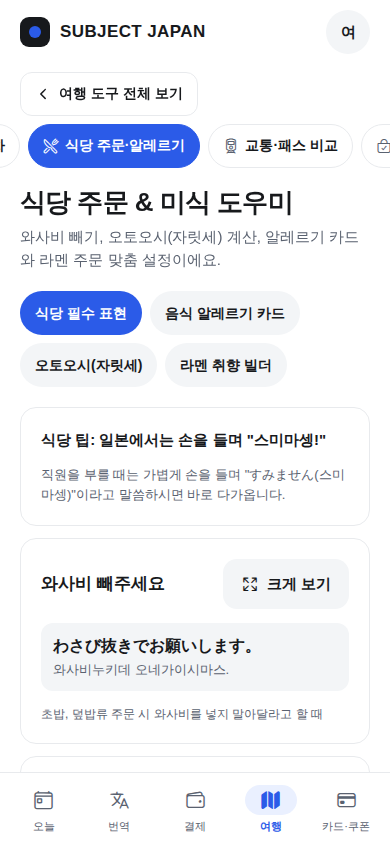 SUBJECT JAPAN
여
여행 도구 전체 보기
식당 주문·알레르기
교통·패스 비교
식당 주문 & 미식 도우미
와사비 빼기, 오토오시(자릿세) 계산, 알레르기 카드
와 라멘 주문 맞춤 설정이에요.
식당 필수 표현
음식 알레르기 카드
오토오시(자릿세)
라멘 취향 빌더
식당 팁: 일본에서는 손을 들며 "스미마셍!"
직원을 부를 때는 가볍게 손을 들며 "すみません(스미
마셍)"이라고 말씀하시면 바로 다가옵니다.
와사비 빼주세요
크게 보기
わさび抜きでお願いします。
와사비누키데 오네가이시마스.
초밥, 덮밥류 주문 시 와사비를 넣지 말아달라고 할 때
오늘
번역
결제
여행
카드·쿠폰